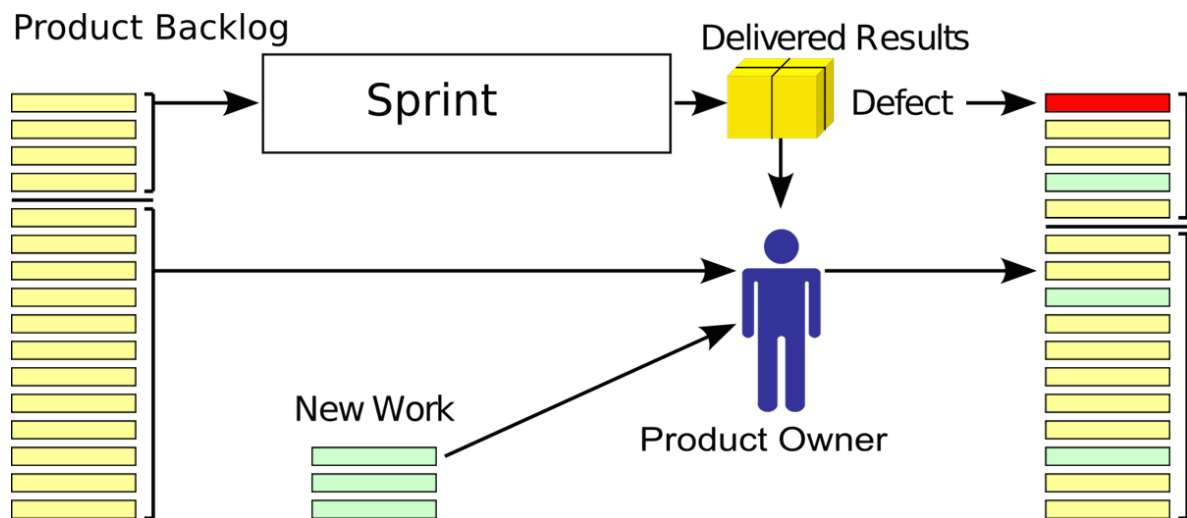 Product Backlog
Delivered Results
Sprint
Defect
New Work
Product Owner